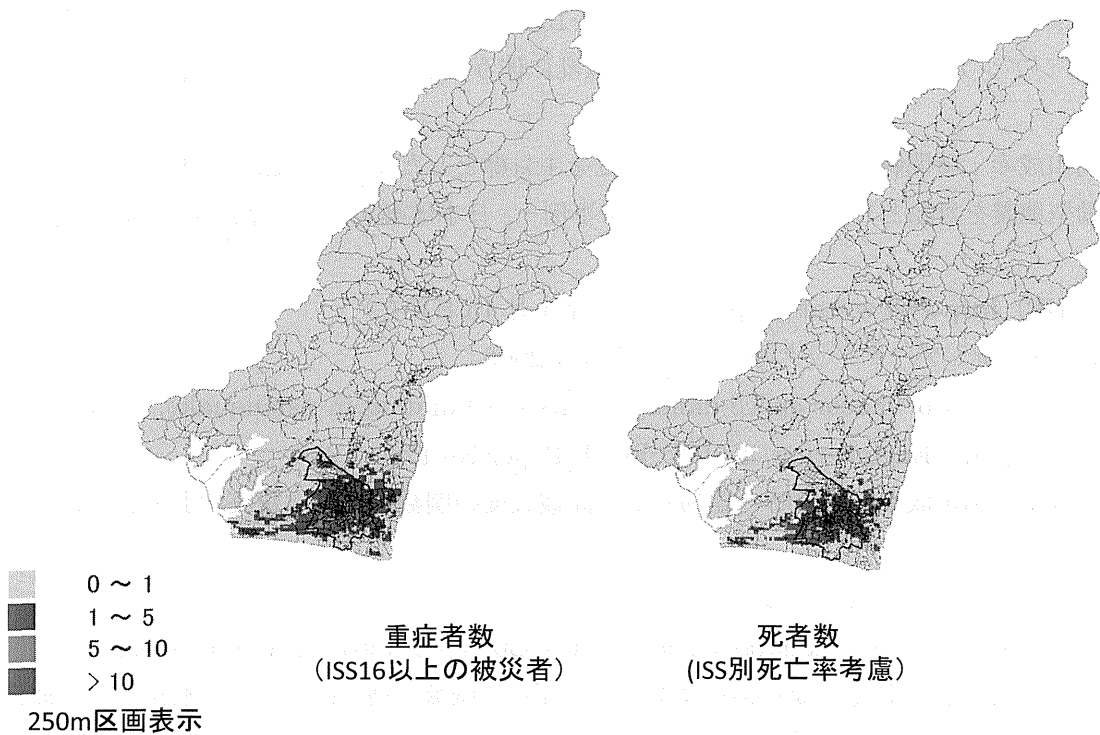 0 ～ 1
1 ～ 5
5 ～ 10
> 10
250m区画表示
重症者数
（ISS16以上の被災者）
死者数
(ISS別死亡率考慮）